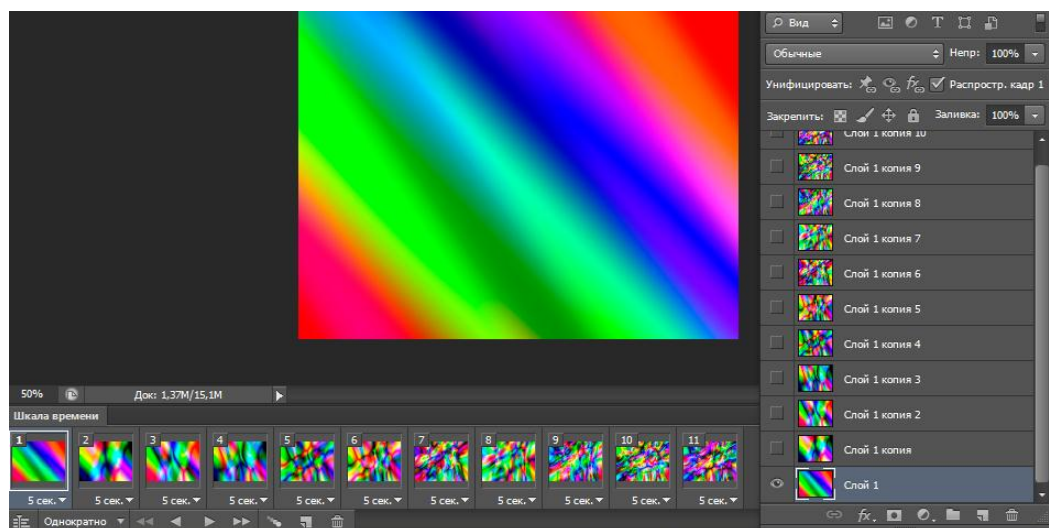 Вид
T
Обычные Непр: 100%
Унифицировать: Распростр. кадр 1
Закрепить: Заливка: 100%
Слой 1 копия 10
Слой 1 копия 9
Слой 1 копия 8
Слой 1 копия 7
Слой 1 копия 6
Слой 1 копия 5
Слой 1 копия 4
Слой 1 копия 3
Слой 1 копия 2
Слой 1 копия
Слой 1
fx
50% Док: 1,37M/15,1M
Шкала времени
1 2 3 4 5 6 7 8 9 10 11
5 сек. 5 сек. 5 сек. 5 сек. 5 сек. 5 сек. 5 сек. 5 сек. 5 сек. 5 сек. 5 сек.
Однократно